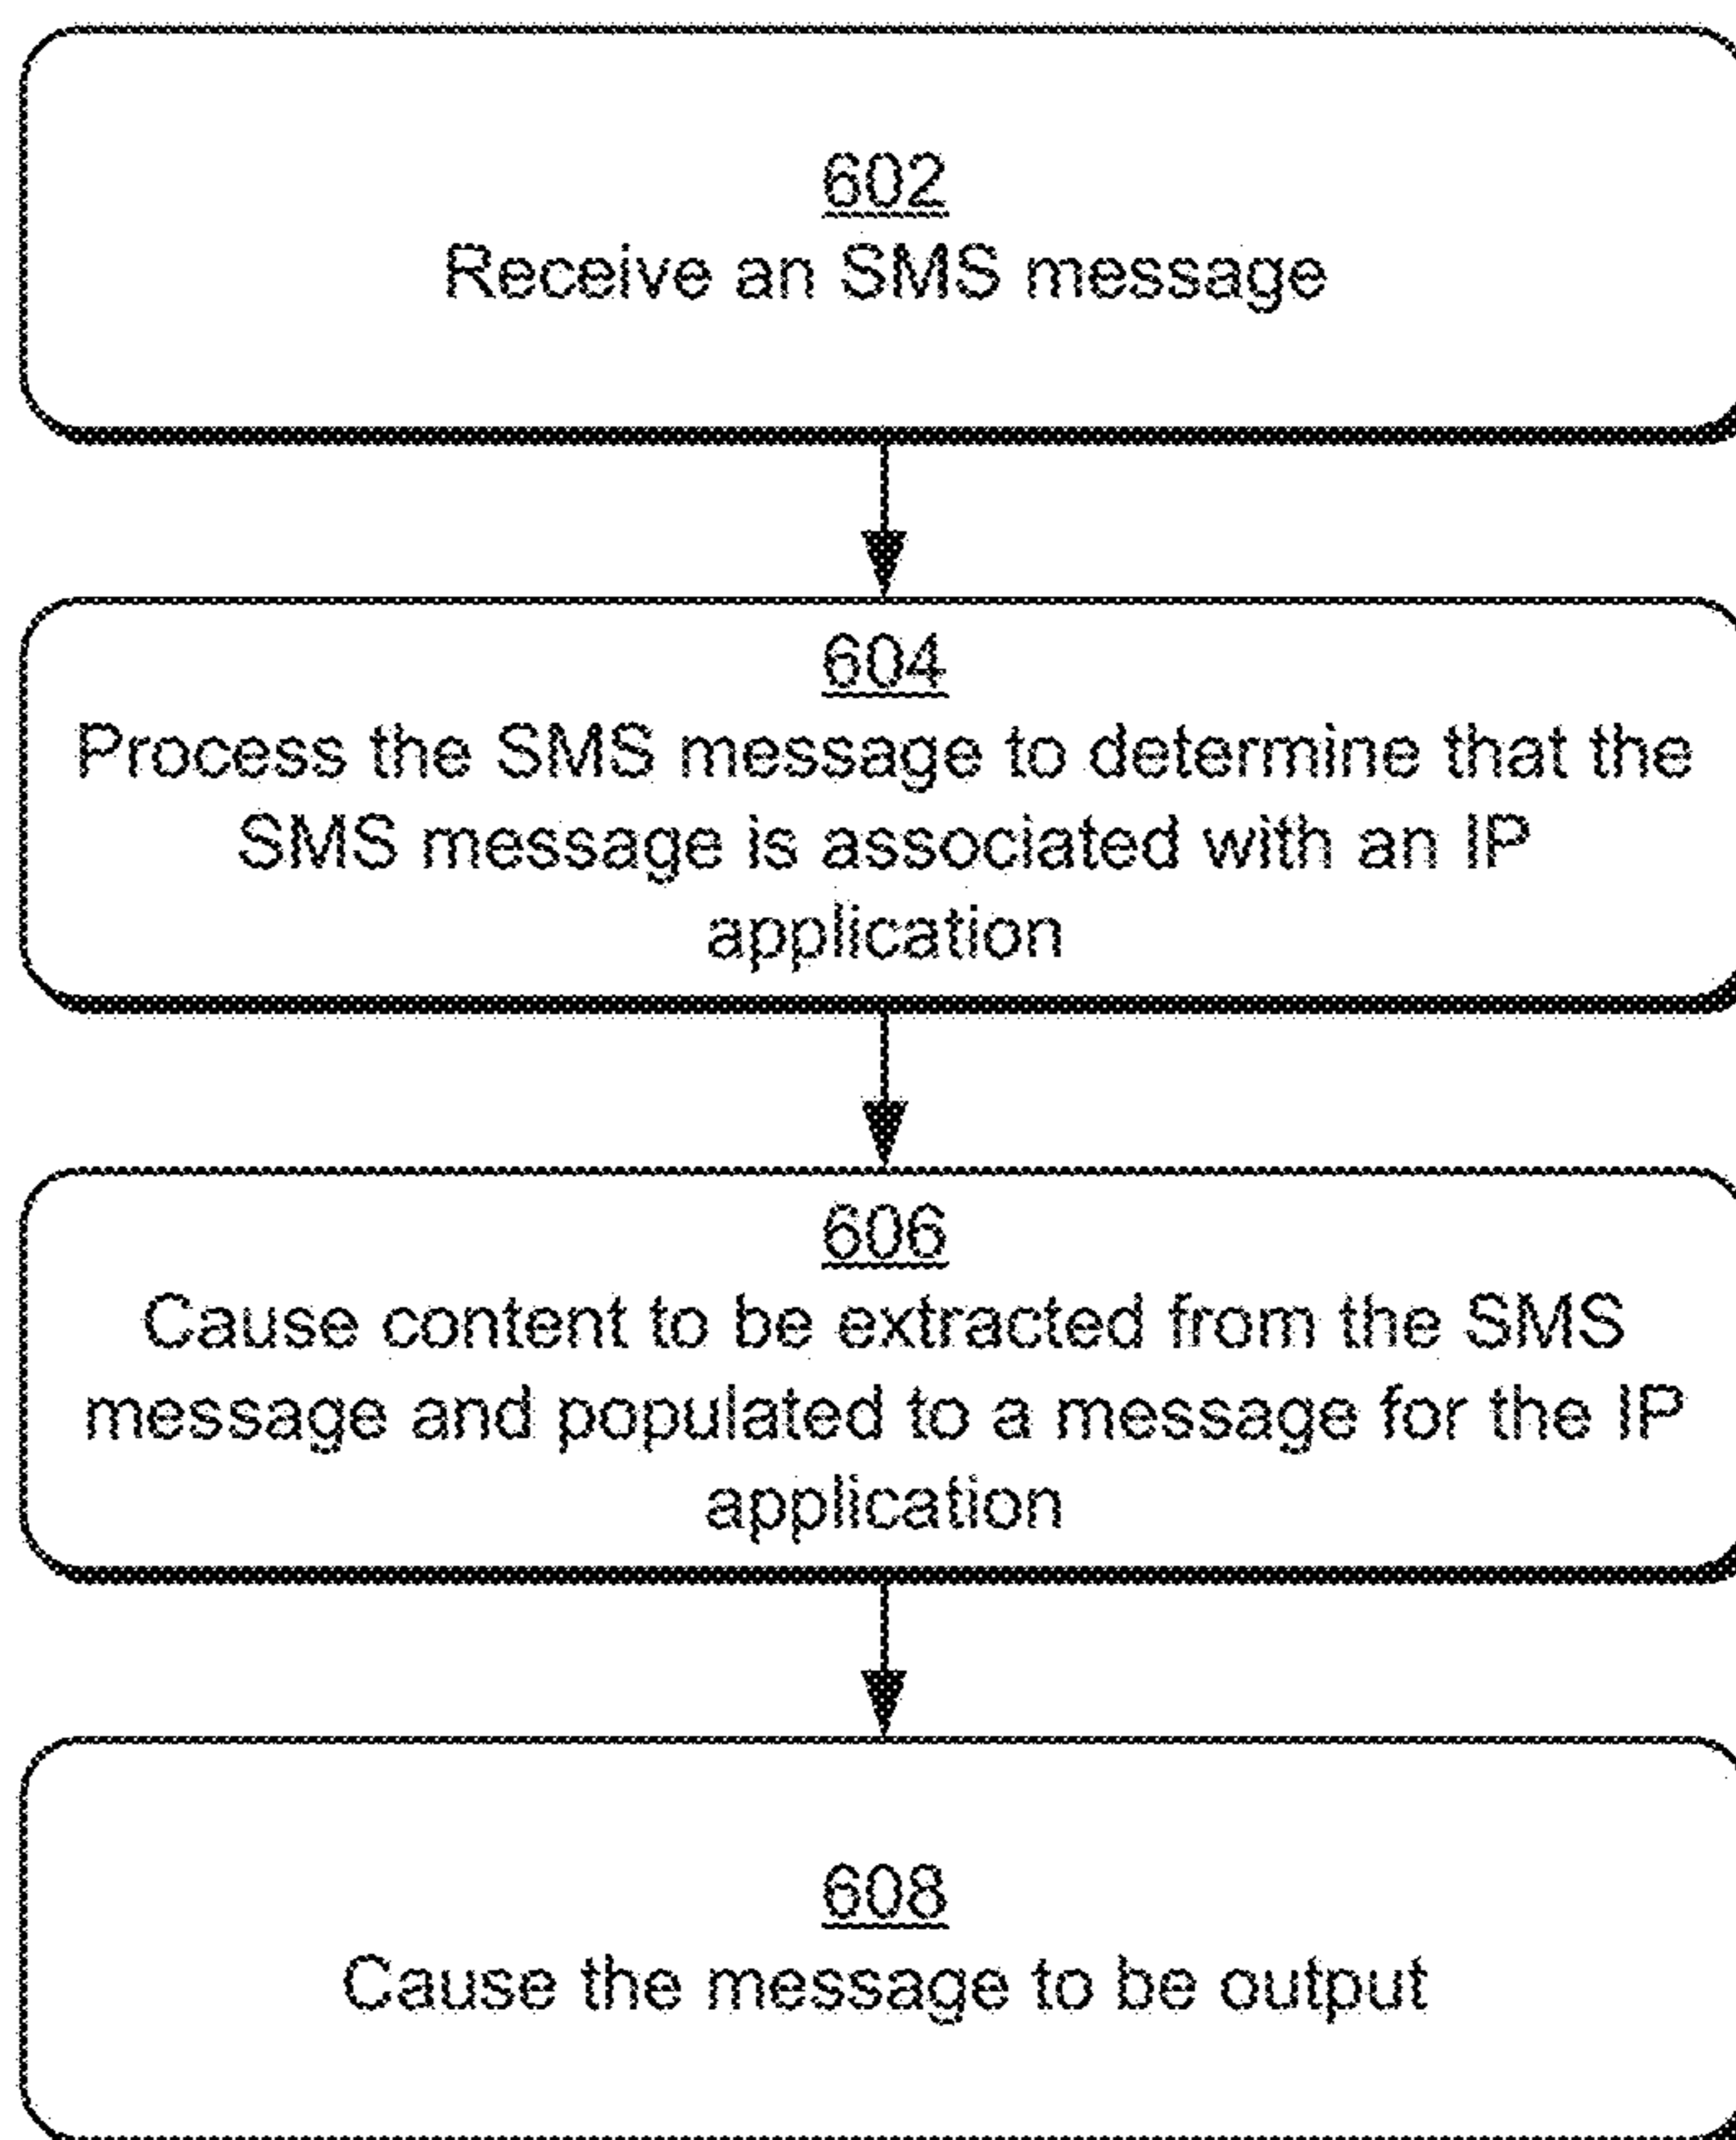 602
Receive an SMS message
604
Process the SMS message to determine that the
SMS message is associated with an IP
application
606
Cause content to be extracted from the SMS
message and populated to a message for the IP
application
608
Cause the message to be output